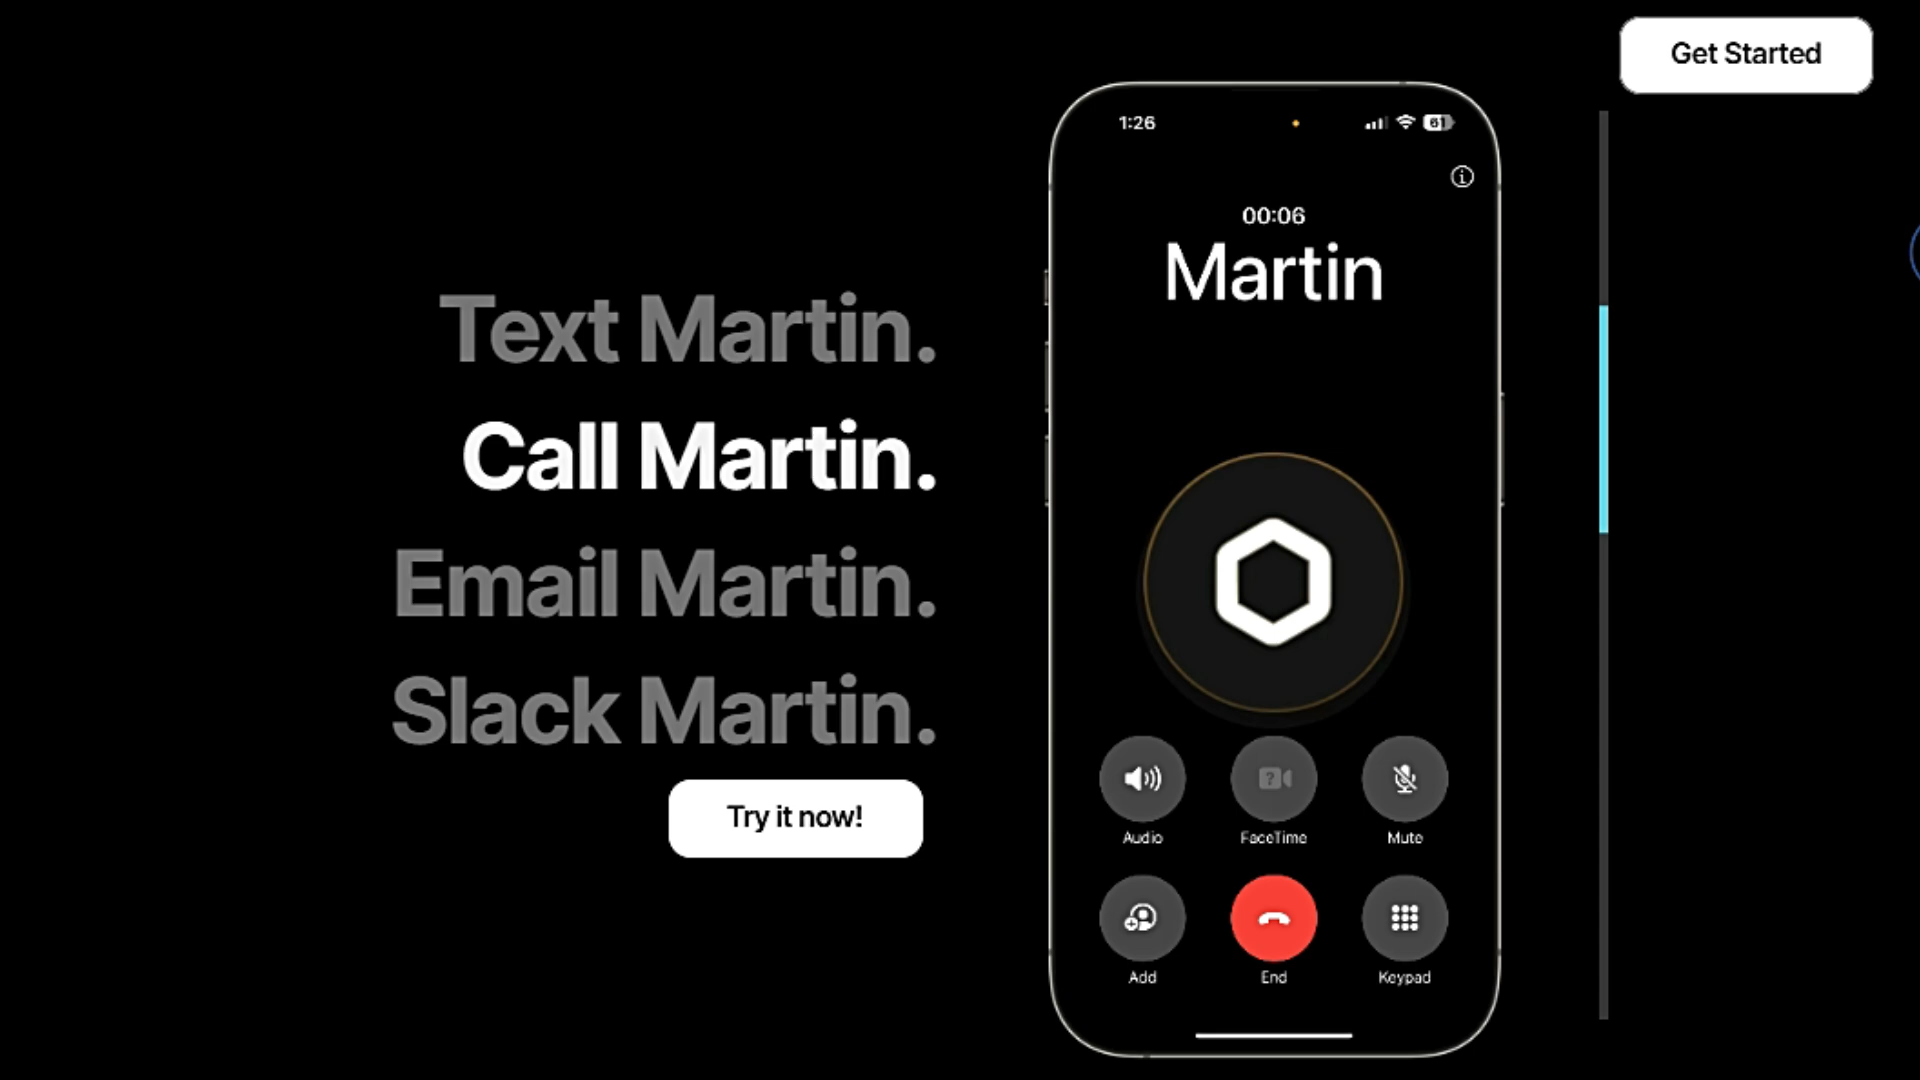 Get Started
Text Martin.
Call Martin.
Email Martin.
Slack Martin.
Try it now!
1:26
61
00:06
Martin
Audio
FaceTime
Mute
Add
End
Keypad